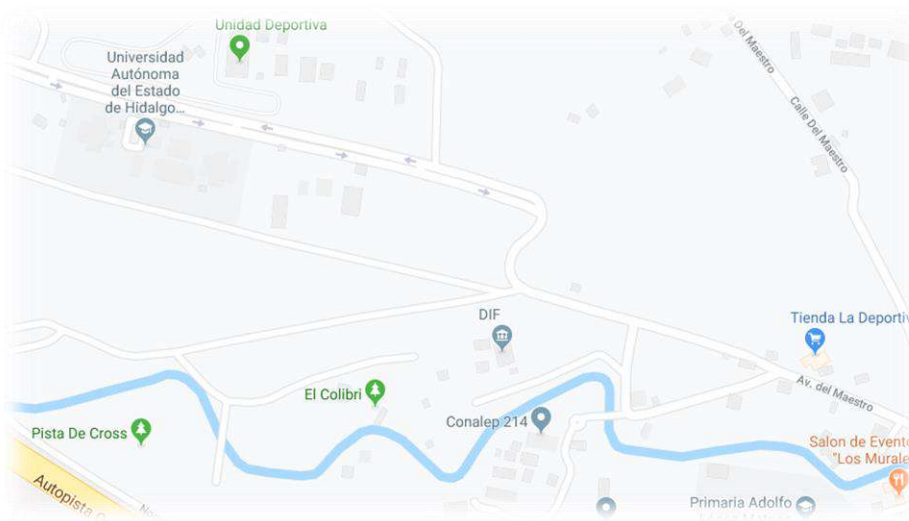 Unidad Deportiva
Universidad
Autónoma
del Estado
de Hidalgo...
Del Maestro
Calle Del Maestro
DIF
Tienda La Deportiv
El Colibri
Av. del Maestro
Conalep 214
Pista De Cross
Salon de Evento
"Los Murale
Autopista
Primaria Adolfo